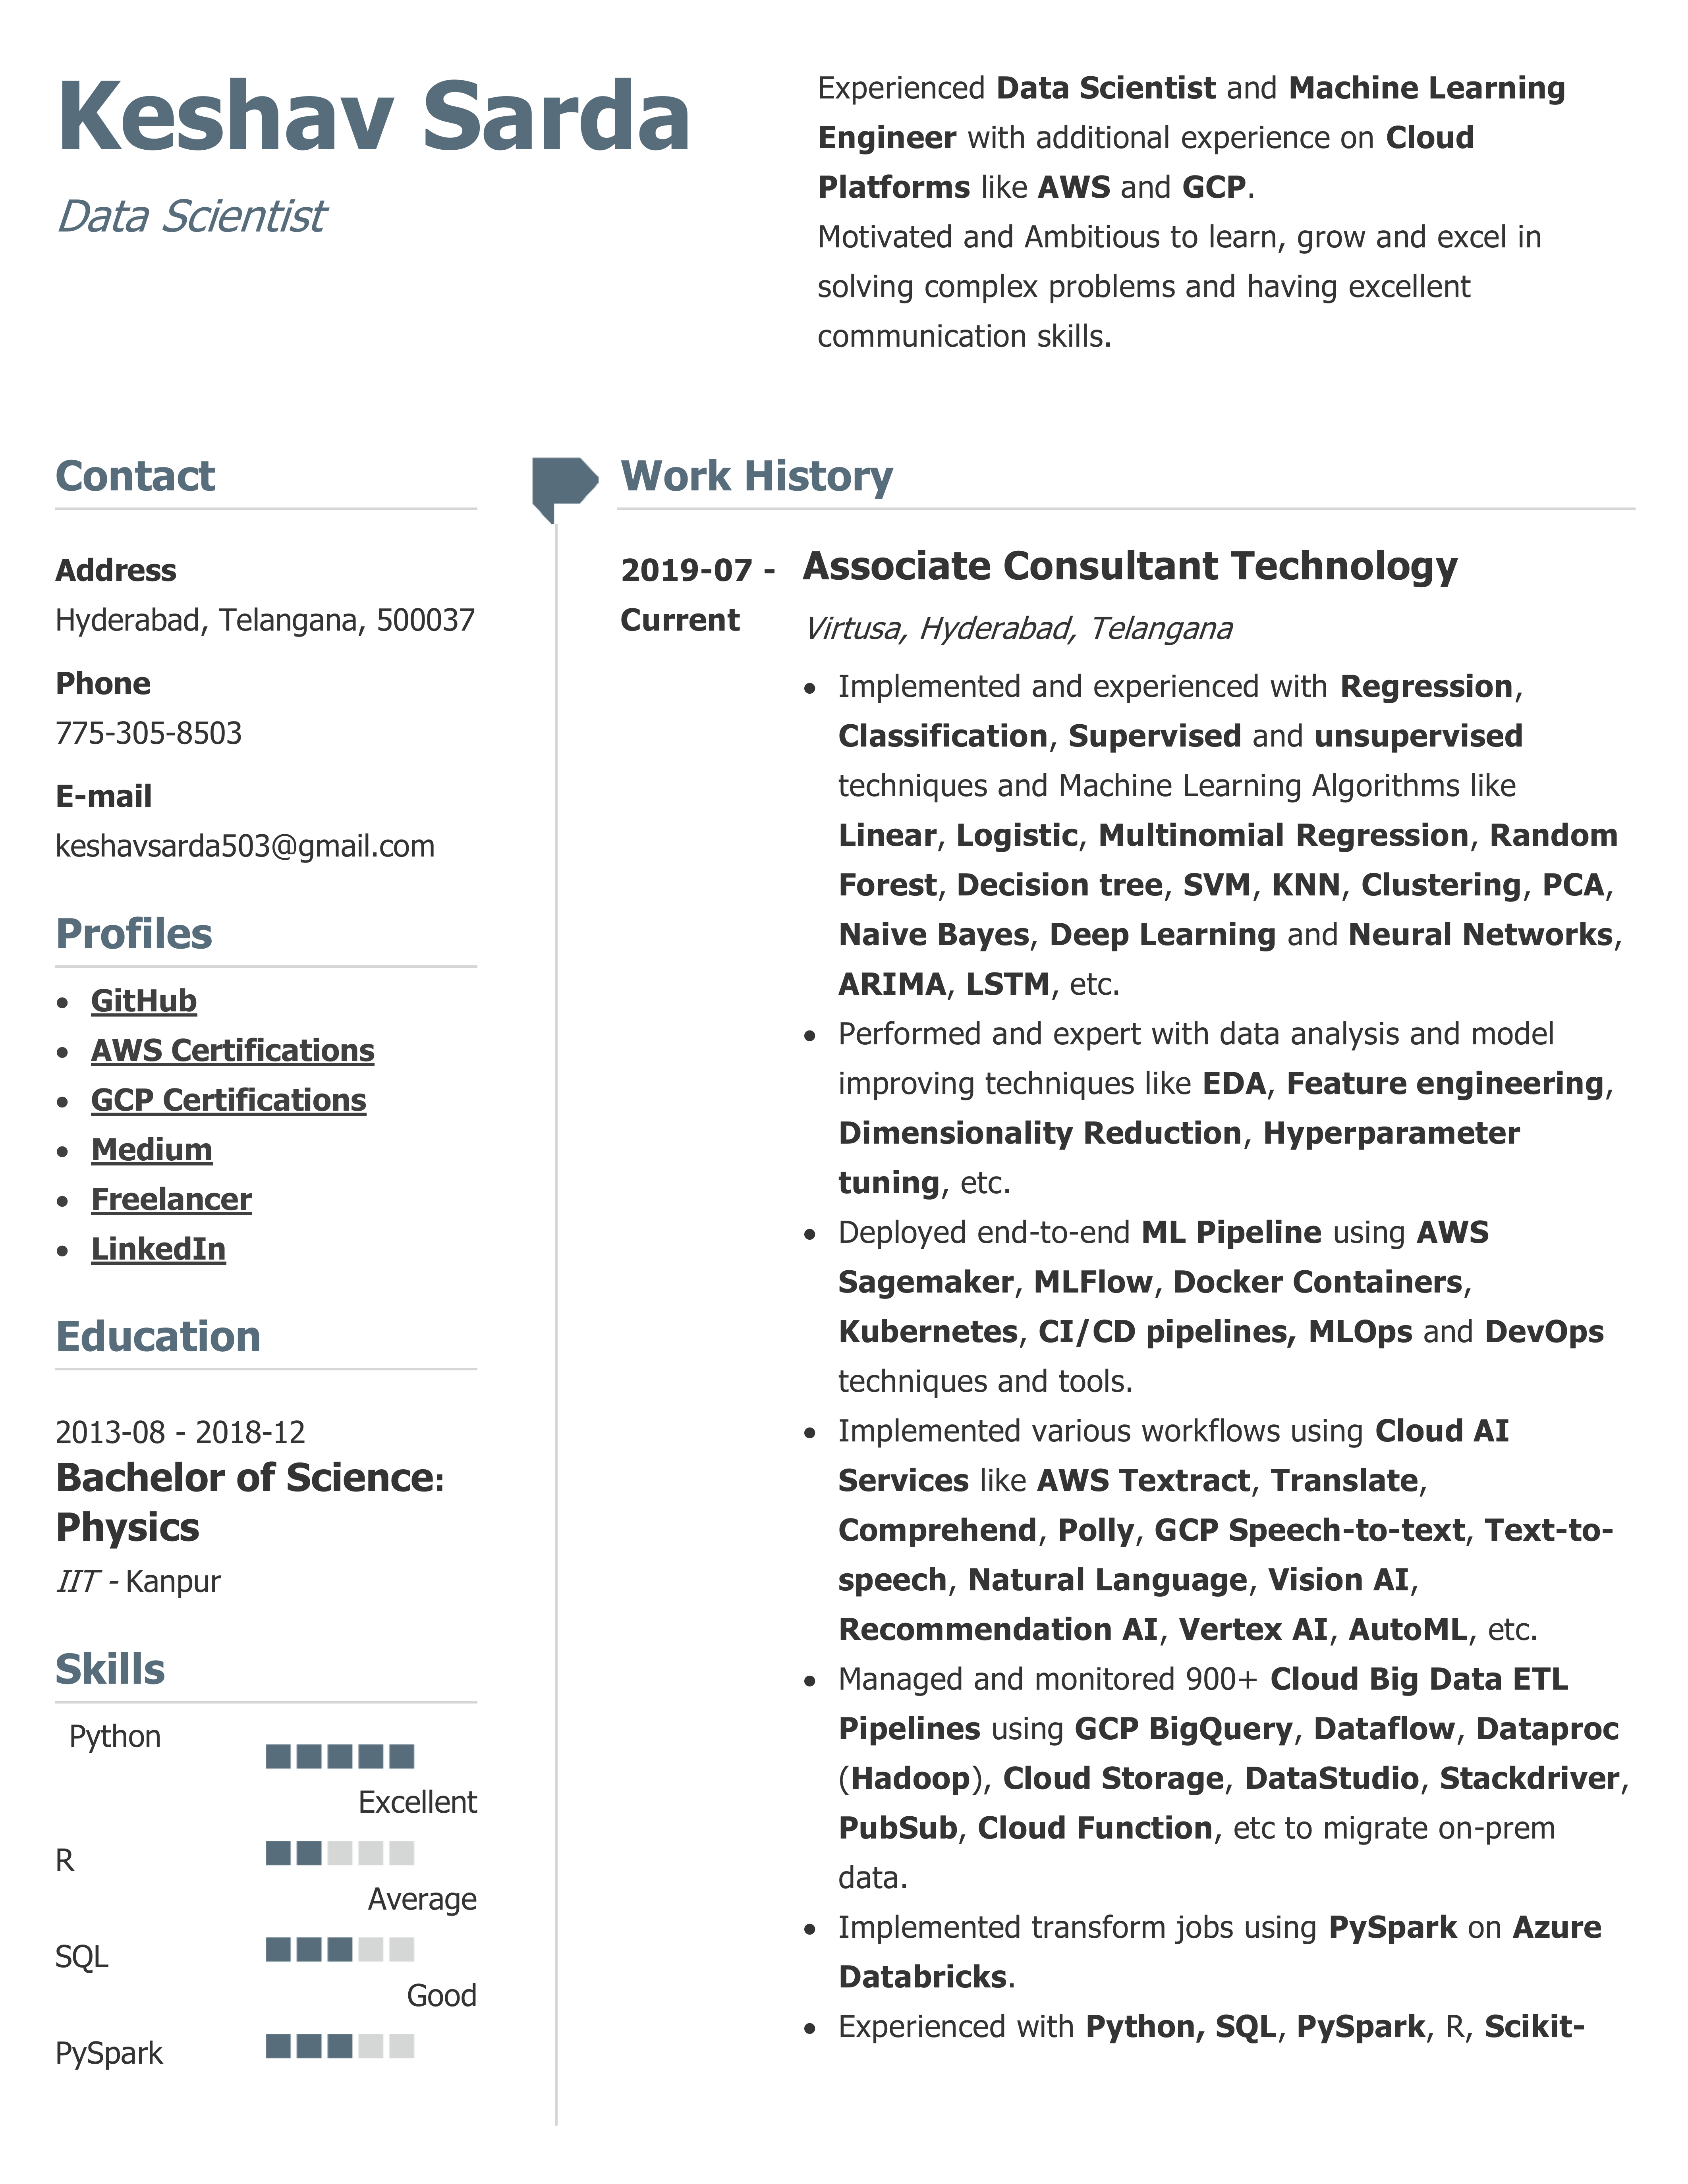 Keshav Sarda
Data Scientist
Experienced Data Scientist and Machine Learning
Engineer with additional experience on Cloud
Platforms like AWS and GCP.
Motivated and Ambitious to learn, grow and excel in
solving complex problems and having excellent
communication skills.
Contact
Address
Hyderabad, Telangana, 500037
Phone
775-305-8503
E-mail
keshavsarda503@gmail.com
Profiles
• GitHub
• AWS Certifications
• GCP Certifications
• Medium
• Freelancer
• LinkedIn
Education
2013-08 - 2018-12
Bachelor of Science:
Physics
IIT - Kanpur
Skills
Python
Excellent
R
Average
SQL
Good
PySpark
Work History
2019-07 -
Current
Associate Consultant Technology
Virtusa, Hyderabad, Telangana
• Implemented and experienced with Regression,
Classification, Supervised and unsupervised
techniques and Machine Learning Algorithms like
Linear, Logistic, Multinomial Regression, Random
Forest, Decision tree, SVM, KNN, Clustering, PCA,
Naive Bayes, Deep Learning and Neural Networks,
ARIMA, LSTM, etc.
• Performed and expert with data analysis and model
improving techniques like EDA, Feature engineering,
Dimensionality Reduction, Hyperparameter
tuning, etc.
• Deployed end-to-end ML Pipeline using AWS
Sagemaker, MLFlow, Docker Containers,
Kubernetes, CI/CD pipelines, MLOps and DevOps
techniques and tools.
• Implemented various workflows using Cloud AI
Services like AWS Textract, Translate,
Comprehend, Polly, GCP Speech-to-text, Text-to-
speech, Natural Language, Vision AI,
Recommendation AI, Vertex AI, AutoML, etc.
• Managed and monitored 900+ Cloud Big Data ETL
Pipelines using GCP BigQuery, Dataflow, Dataproc
(Hadoop), Cloud Storage, DataStudio, Stackdriver,
PubSub, Cloud Function, etc to migrate on-prem
data.
• Implemented transform jobs using PySpark on Azure
Databricks.
• Experienced with Python, SQL, PySpark, R, Scikit-